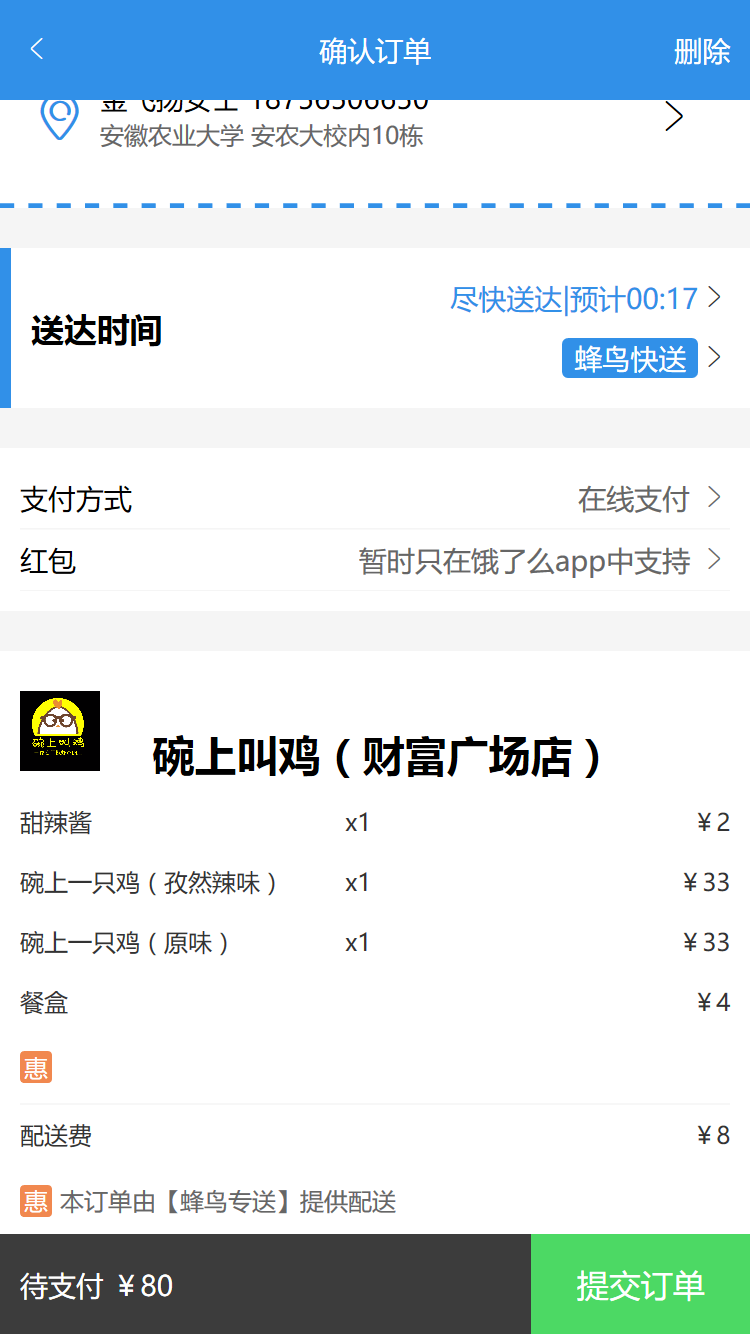 确认订单
删除
安徽农业大学 安农大校内10栋
送达时间
尽快送达|预计00:17
蜂鸟快送
支付方式
在线支付
红包
暂时只在饿了么app中支持
碗上叫鸡
碗上叫鸡（财富广场店）
甜辣酱 x1 ¥2
碗上一只鸡（孜然辣味） x1 ¥33
碗上一只鸡（原味） x1 ¥33
餐盒 ¥4
惠
配送费 ¥8
惠 本订单由【蜂鸟专送】提供配送
待支付 ¥80
提交订单